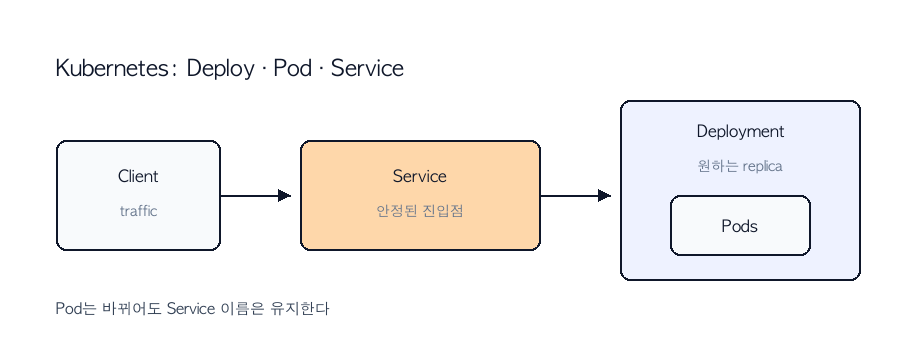 Kubernetes: Deploy · Pod · Service
Client
traffic
Service
안정된 진입점
Deployment
원하는 replica
Pods
Pod는 바뀌어도 Service 이름은 유지한다